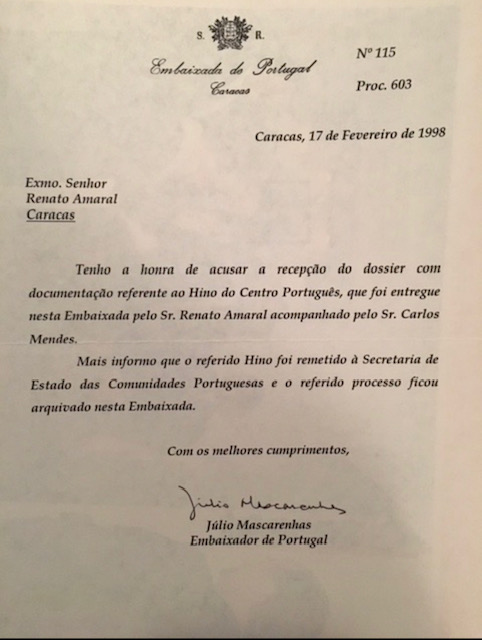 S. R.
Embaixada de Portugal
Caracas
Nº 115
Proc. 603
Caracas, 17 de Fevereiro de 1998
Exmo. Senhor
Renato Amaral
Caracas
Tenho a honra de acusar a recepção do dossier com
documentação referente ao Hino do Centro Português, que foi entregue
nesta Embaixada pelo Sr. Renato Amaral acompanhado pelo Sr. Carlos
Mendes.
Mais informo que o referido Hino foi remetido à Secretaria de
Estado das Comunidades Portuguesas e o referido processo ficou
arquivado nesta Embaixada.
Com os melhores cumprimentos,
Júlio Mascarenhas
Júlio Mascarenhas
Embaixador de Portugal